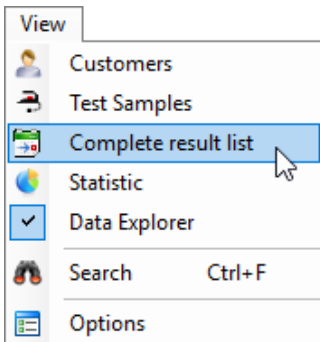 View
Customers
Test Samples
Complete result list
Statistic
Data Explorer
Search Ctrl+F
Options